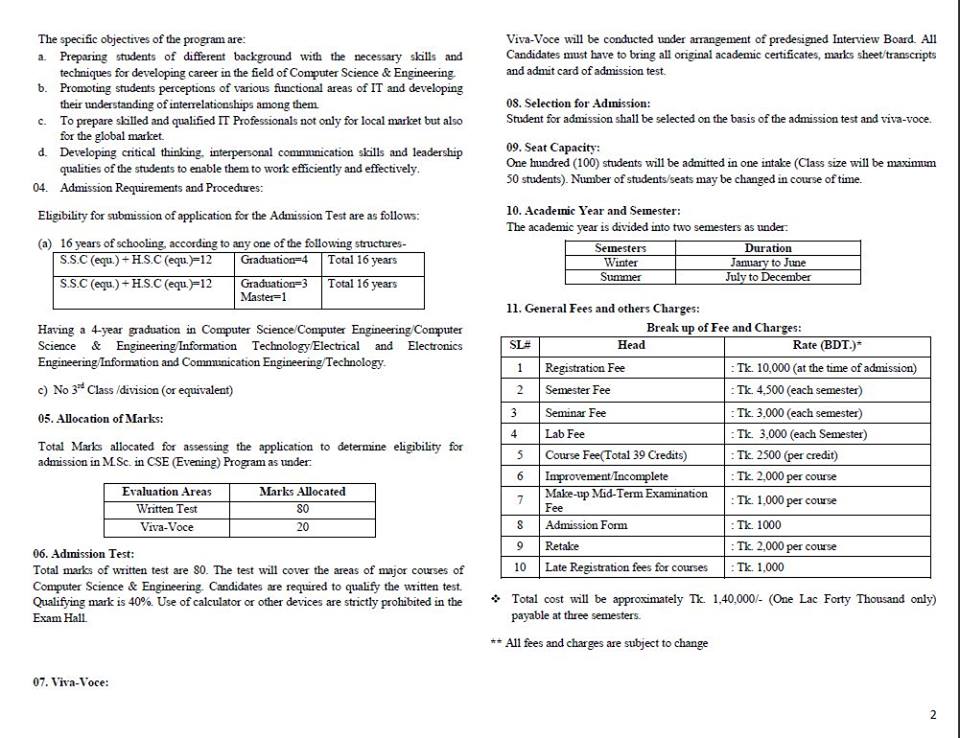 The specific objectives of the program are:
a. Preparing students of different background with the necessary skills and
techniques for developing career in the field of Computer Science & Engineering.
b. Promoting students perceptions of various functional areas of IT and developing
their understanding of interrelationships among them.
c. To prepare skilled and qualified IT Professionals not only for local market but also
for the global market.
d. Developing critical thinking, interpersonal communication skills and leadership
qualities of the students to enable them to work efficiently and effectively.
04. Admission Requirements and Procedures:
Eligibility for submission of application for the Admission Test are as follows:
(a) 16 years of schooling, according to any one of the following structures-
S.S.C (equ.) + H.S.C (equ.)=12 Graduation=4 Total 16 years
S.S.C (equ.) + H.S.C (equ.)=12 Graduation=3 Total 16 years
Master=1
Having a 4-year graduation in Computer Science/Computer Engineering/Computer
Science & Engineering/Information Technology/Electrical and Electronics
Engineering/Information and Communication Engineering/Technology.
c) No 3rd Class /division (or equivalent)
05. Allocation of Marks:
Total Marks allocated for assessing the application to determine eligibility for
admission in M.Sc. in CSE (Evening) Program as under:
Evaluation Areas Marks Allocated
Written Test 80
Viva-Voce 20
06. Admission Test:
Total marks of written test are 80. The test will cover the areas of major courses of
Computer Science & Engineering. Candidates are required to qualify the written test.
Qualifying mark is 40%. Use of calculator or other devices are strictly prohibited in the
Exam Hall.
07. Viva-Voce:
Viva-Voce will be conducted under arrangement of predesigned Interview Board. All
Candidates must have to bring all original academic certificates, marks sheet/transcripts
and admit card of admission test.
08. Selection for Admission:
Student for admission shall be selected on the basis of the admission test and viva-voce.
09. Seat Capacity:
One hundred (100) students will be admitted in one intake (Class size will be maximum
50 students). Number of students/seats may be changed in course of time.
10. Academic Year and Semester:
The academic year is divided into two semesters as under:
Semesters Duration
Winter January to June
Summer July to December
11. General Fees and others Charges:
Break up of Fee and Charges:
SL# Head Rate (BDT.)*
1 Registration Fee : Tk. 10,000 (at the time of admission)
2 Semester Fee : Tk. 4,500 (each semester)
3 Seminar Fee : Tk. 3,000 (each semester)
4 Lab Fee : Tk. 3,000 (each Semester)
5 Course Fee(Total 39 Credits) : Tk. 2500 (per credit)
6 Improvement/Incomplete : Tk. 2,000 per course
7 Make-up Mid-Term Examination : Tk. 1,000 per course
Fee
8 Admission Form : Tk. 1000
9 Retake : Tk. 2,000 per course
10 Late Registration fees for courses : Tk. 1,000
❖ Total cost will be approximately Tk. 1,40,000/- (One Lac Forty Thousand only)
payable at three semesters.
** All fees and charges are subject to change
2